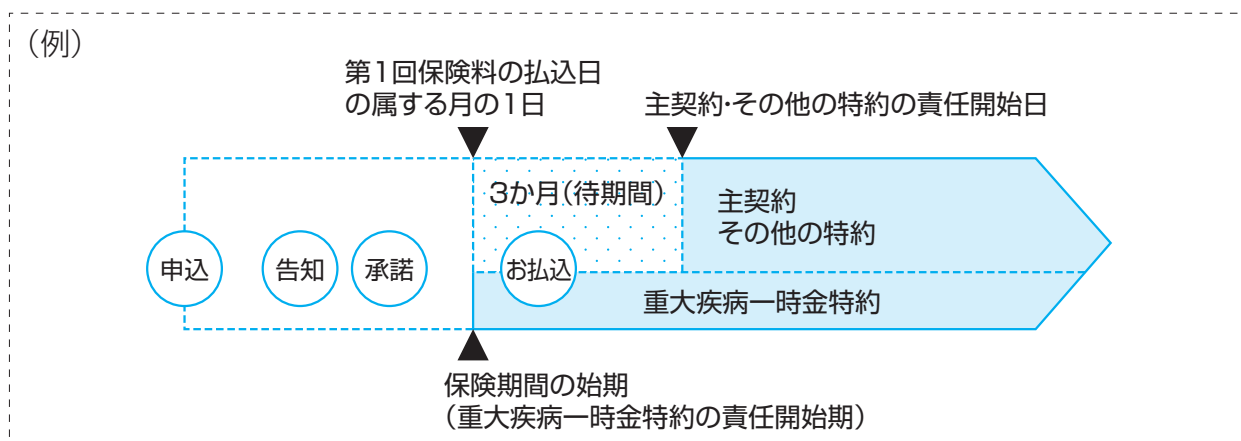 （例）
第1回保険料の払込日
の属する月の1日
主契約・その他の特約の責任開始日
3か月（待期間）
主契約
その他の特約
申込
告知
承諾
お払込
重大疾病一時金特約
保険期間の始期
（重大疾病一時金特約の責任開始期）